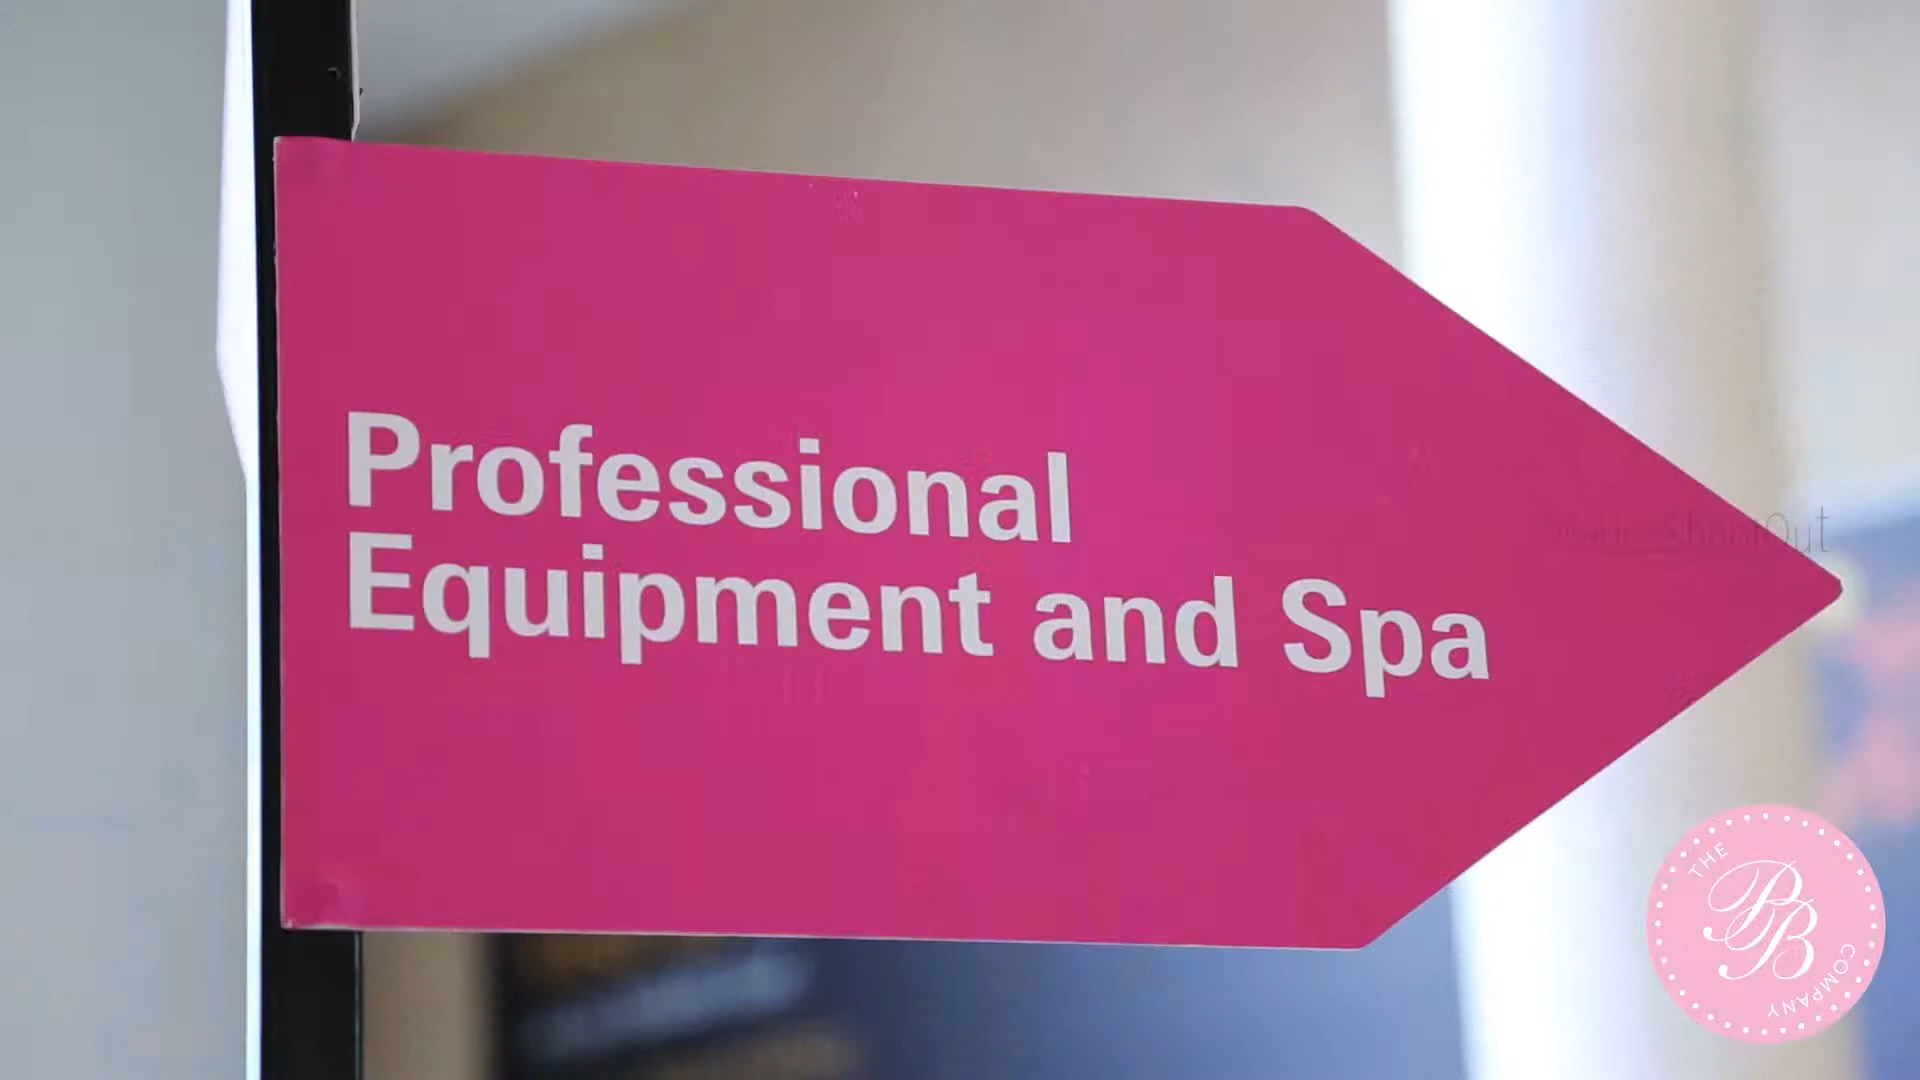 Professional
Equipment and Spa
THE
PB
COMPANY